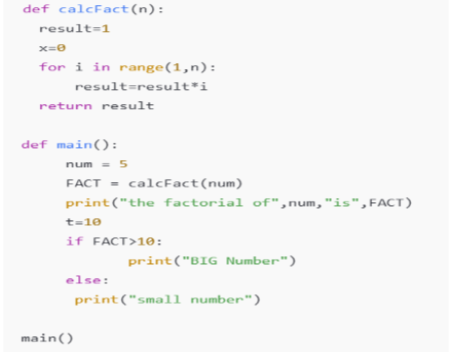 def calcFact(n):
  result=1
  x=0
  for i in range(1,n):
      result=result*i
  return result

def main():
     num = 5
     FACT = calcFact(num)
     print("the factorial of",num,"is",FACT)
     t=10
     if FACT>10:
             print("BIG Number")
     else:
      print("small number")

main()